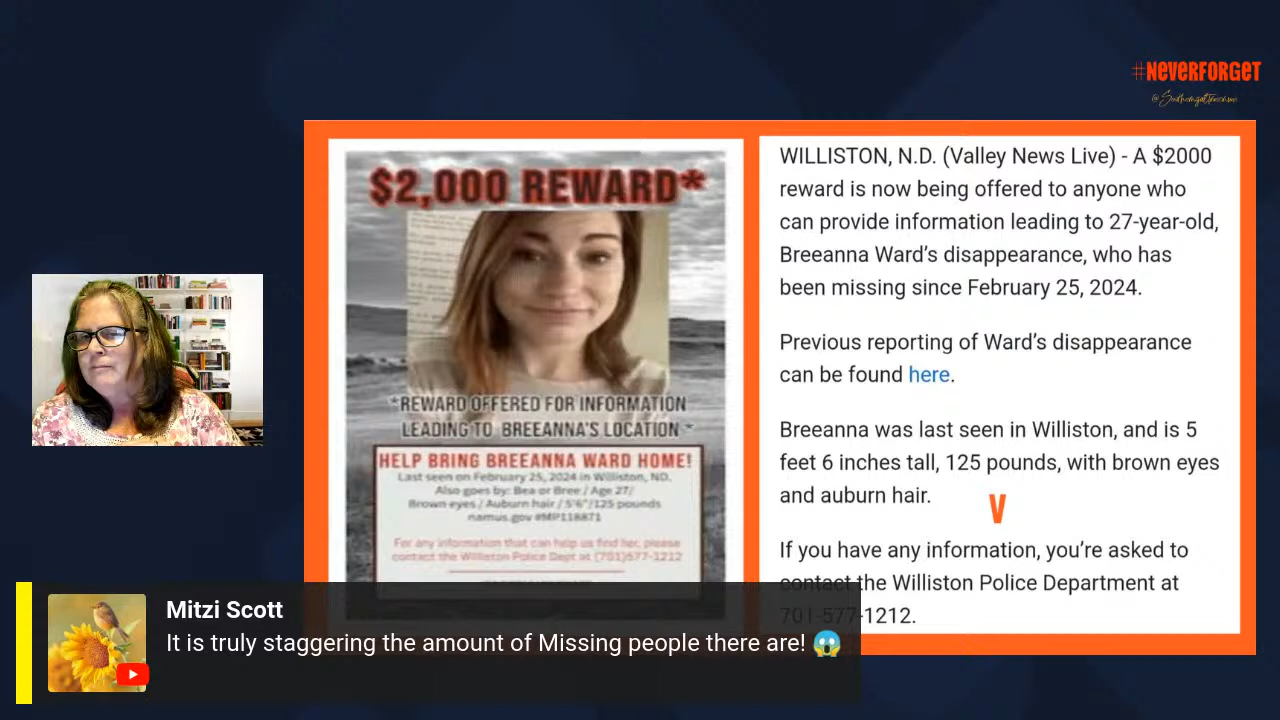 #NEVERFORGET
$2,000 REWARD*
*REWARD OFFERED FOR INFORMATION
LEADING TO BREEANNA'S LOCATION *
HELP BRING BREEANNA WARD HOME!
Last seen on February 25, 2024 in Williston, ND.
Also goes by: Bea or Bree / Age 27/
Brown eyes / Auburn hair / 5'6"/125 pounds
namus.gov #MP118871
For any information that can help us find her, please
contact the Williston Police Dept at (701)577-1212
WILLISTON, N.D. (Valley News Live) - A $2000
reward is now being offered to anyone who
can provide information leading to 27-year-old,
Breeanna Ward’s disappearance, who has
been missing since February 25, 2024.
Previous reporting of Ward’s disappearance
can be found here.
Breeanna was last seen in Williston, and is 5
feet 6 inches tall, 125 pounds, with brown eyes
and auburn hair.
V
If you have any information, you’re asked to
contact the Williston Police Department at
701-577-1212.
Mitzi Scott
It is truly staggering the amount of Missing people there are! 😱